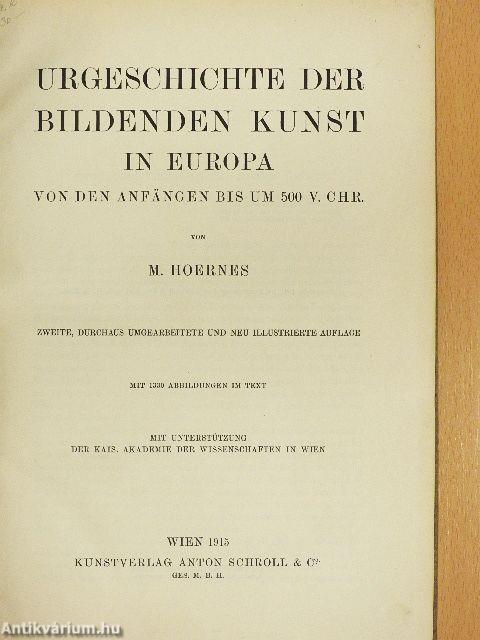 URGESCHICHTE DER
BILDENDEN KUNST
IN EUROPA
VON DEN ANFÄNGEN BIS UM 500 V. CHR.
VON
M. HOERNES
ZWEITE, DURCHAUS UMGEARBEITETE UND NEU ILLUSTRIERTE AUFLAGE
MIT 1330 ABBILDUNGEN IM TEXT
MIT UNTERSTÜTZUNG
DER KAIS. AKADEMIE DER WISSENSCHAFTEN IN WIEN
WIEN 1915
KUNSTVERLAG ANTON SCHROLL & Co.
GES. M. B. H.
Antikvárium.hu